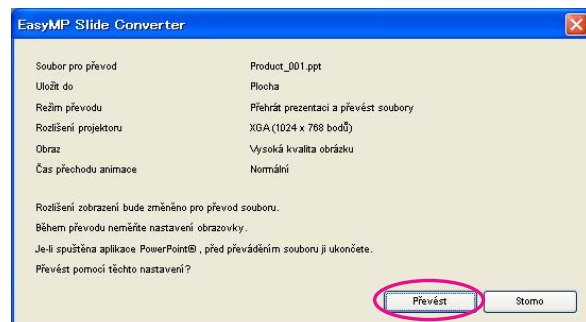 EasyMP Slide Converter
Soubor pro převod Product_001.ppt
Uložit do Plocha
Režim převodu Přehrát prezentaci a převést soubory
Rozlišení projektoru XGA (1024 x 768 bodů)
Obraz Vysoká kvalita obrázku
Čas přechodu animace Normální
Rozlišení zobrazení bude změněno pro převod souboru.
Během převodu neměňte nastavení obrazovky.
Je-li spuštěna aplikace PowerPoint® , před převáděním souboru ji ukončete.
Převést pomocí těchto nastavení?
Převést Storno